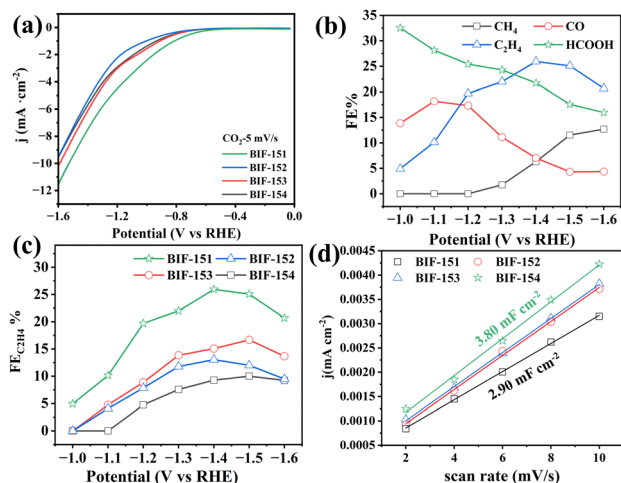 (a)
j (mA ·cm⁻²)
0
−2
−4
−6
−8
−10
−12
−1.6
−1.2
−0.8
−0.4
0.0
CO₂-5 mV/s
BIF-151
BIF-152
BIF-153
BIF-154
Potential (V vs RHE)
(b)
FE%
35
30
25
20
15
10
5
0
CH₄
CO
C₂H₄
HCOOH
−1.0
−1.1
−1.2
−1.3
−1.4
−1.5
−1.6
Potential (V vs RHE)
(c)
FE_C2H4 %
30
25
20
15
10
5
0
BIF-151
BIF-152
BIF-153
BIF-154
−1.0
−1.1
−1.2
−1.3
−1.4
−1.5
−1.6
Potential (V vs RHE)
(d)
j(mA cm⁻²)
0.0045
0.0040
0.0035
0.0030
0.0025
0.0020
0.0015
0.0010
0.0005
BIF-151
BIF-152
BIF-153
BIF-154
3.80 mF cm⁻²
2.90 mF cm⁻²
2
4
6
8
10
scan rate (mV/s)